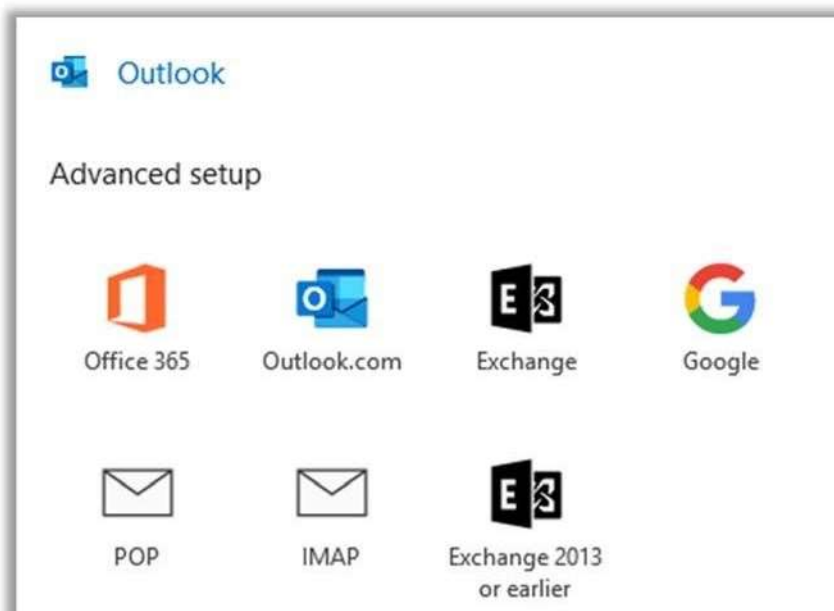 Outlook
Advanced setup
Office 365
Outlook.com
Exchange
Google
POP
IMAP
Exchange 2013
or earlier